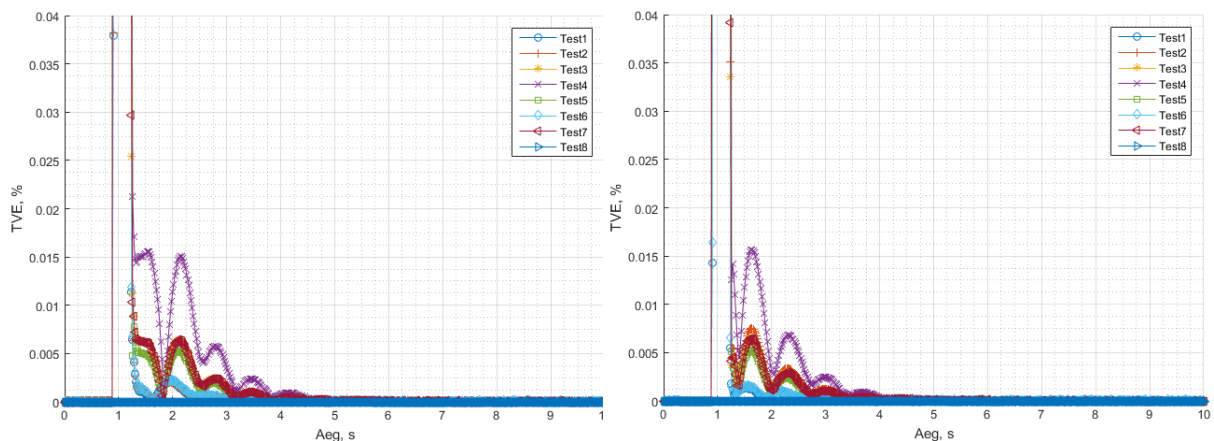 0.04
0.035
0.03
0.025
0.02
0.015
0.01
0.005
0
TVE, %
0 1 2 3 4 5 6 7 8 9 10
Aeg, s
Test1
Test2
Test3
Test4
Test5
Test6
Test7
Test8
0.04
0.035
0.03
0.025
0.02
0.015
0.01
0.005
0
TVE, %
0 1 2 3 4 5 6 7 8 9 10
Aeg, s
Test1
Test2
Test3
Test4
Test5
Test6
Test7
Test8